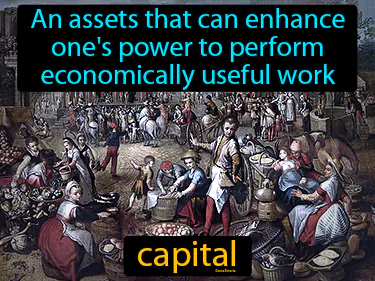 An assets that can enhance
one's power to perform
economically useful work
capital